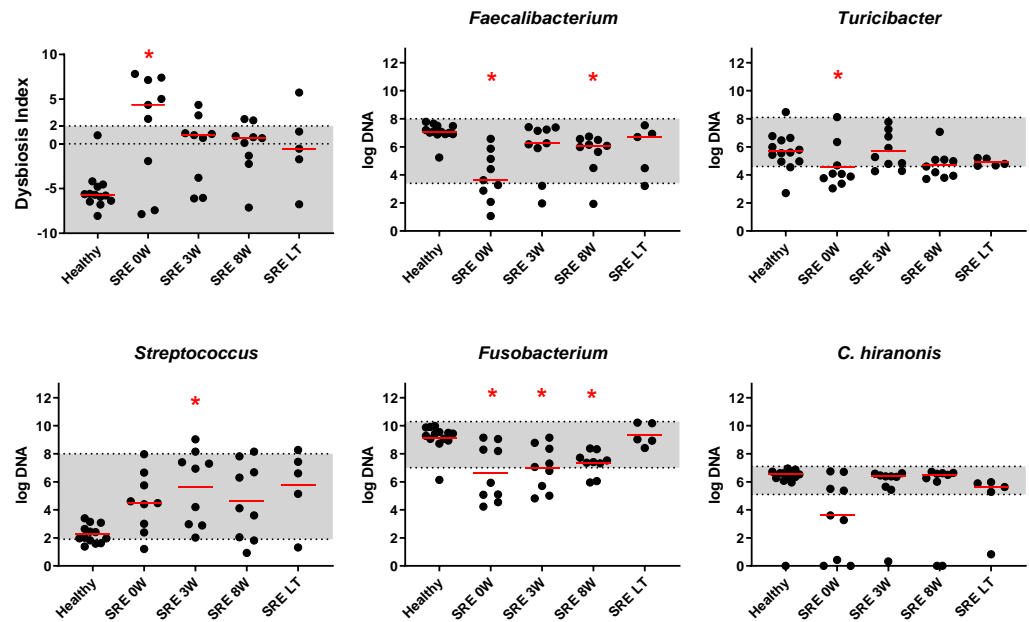 Faecalibacterium
Turicibacter
Dysbiosis Index
10
5
2
0
-5
-10
*
Healthy
SRE 0W
SRE 3W
SRE 8W
SRE LT
log DNA
12
10
8
6
4
2
0
*
*
Healthy
SRE 0W
SRE 3W
SRE 8W
SRE LT
log DNA
12
10
8
6
4
2
0
*
Healthy
SRE 0W
SRE 3W
SRE 8W
SRE LT
Streptococcus
Fusobacterium
C. hiranonis
log DNA
12
10
8
6
4
2
0
*
Healthy
SRE 0W
SRE 3W
SRE 8W
SRE LT
log DNA
12
10
8
6
4
2
0
*
*
*
Healthy
SRE 0W
SRE 3W
SRE 8W
SRE LT
log DNA
12
10
8
6
4
2
0
Healthy
SRE 0W
SRE 3W
SRE 8W
SRE LT